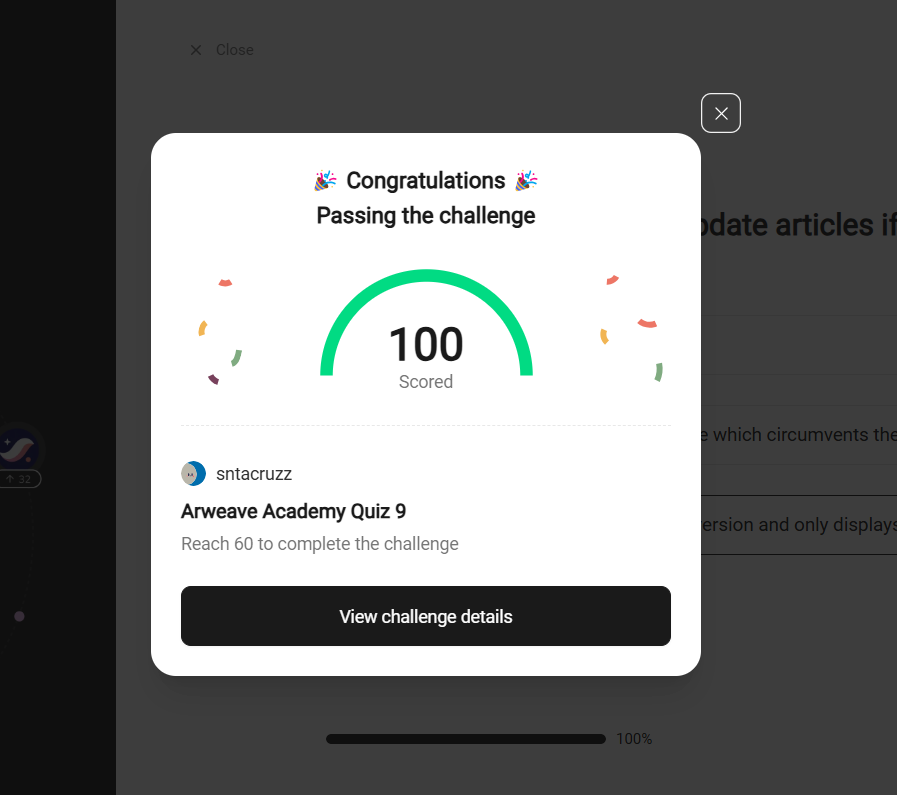 Close
🎉 Congratulations 🎉
Passing the challenge
pdate articles if
100
Scored
e which circumvents the
sntacruzz
↑ 32
Arweave Academy Quiz 9
ersion and only displays
Reach 60 to complete the challenge
View challenge details
100%